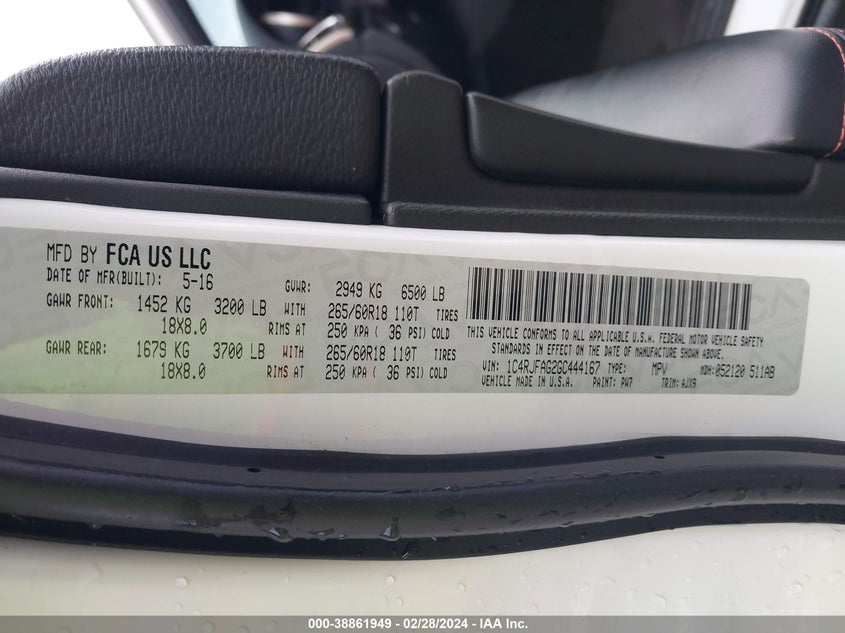 MFD BY FCA US LLC
DATE OF MFR(BUILT): 5-16 GVWR: 2949 KG 6500 LB
GAWR FRONT: 1452 KG 3200 LB WITH 265/60R18 110T TIRES
18X8.0 RIMS AT 250 KPA ( 36 PSI) COLD
GAWR REAR: 1679 KG 3700 LB WITH 265/60R18 110T TIRES
18X8.0 RIMS AT 250 KPA ( 36 PSI) COLD
THIS VEHICLE CONFORMS TO ALL APPLICABLE U.S.A. FEDERAL MOTOR VEHICLE SAFETY
STANDARDS IN EFFECT ON THE DATE OF MANUFACTURE SHOWN ABOVE.
VIN: 1C4RJFAG2GC444167 TYPE: MPV MDH: 052120 511AB
VEHICLE MADE IN U.S.A. PAINT: PW7 TRIM: AJX9
000-38861949 - 02/28/2024 - IAA Inc.